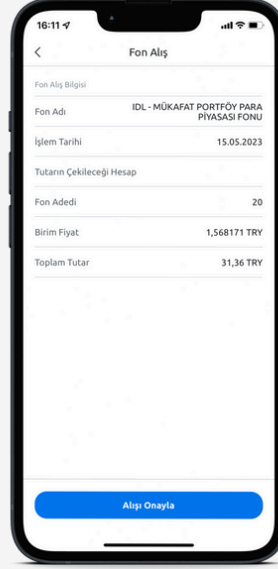 16:11
Fon Alış
Fon Alış Bilgisi
Fon Adı
IDL - MÜKAFAT PORTFÖY PARA
PİYASASI FONU
İşlem Tarihi
15.05.2023
Tutarın Çekileceği Hesap
Fon Adedi
20
Birim Fiyat
1,568171 TRY
Toplam Tutar
31,36 TRY
Alışı Onayla